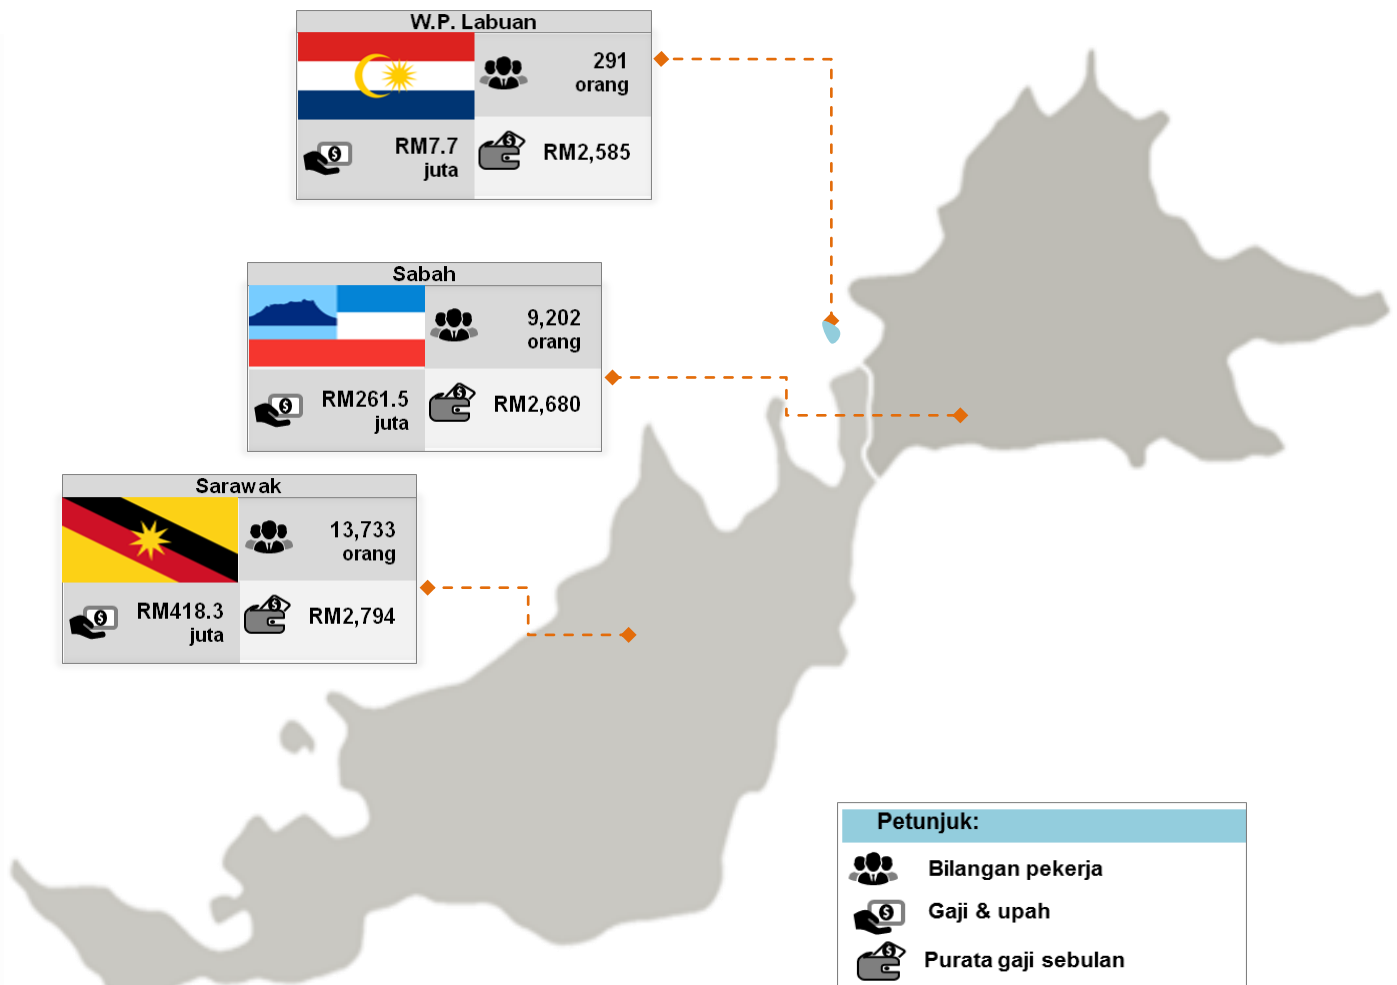 W.P. Labuan
291
orang
RM7.7
juta
RM2,585
Sabah
9,202
orang
RM261.5
juta
RM2,680
Sarawak
13,733
orang
RM418.3
juta
RM2,794
Petunjuk:
Bilangan pekerja
Gaji & upah
Purata gaji sebulan